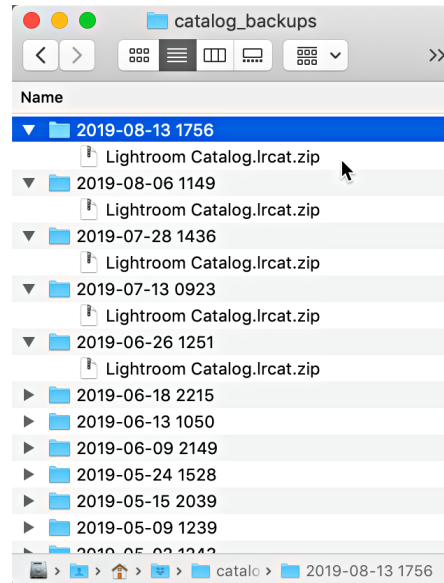 catalog_backups
Name
2019-08-13 1756
Lightroom Catalog.lrcat.zip
2019-08-06 1149
Lightroom Catalog.lrcat.zip
2019-07-28 1436
Lightroom Catalog.lrcat.zip
2019-07-13 0923
Lightroom Catalog.lrcat.zip
2019-06-26 1251
Lightroom Catalog.lrcat.zip
2019-06-18 2215
2019-06-13 1050
2019-06-09 2149
2019-05-24 1528
2019-05-15 2039
2019-05-09 1239
catalo 2019-08-13 1756